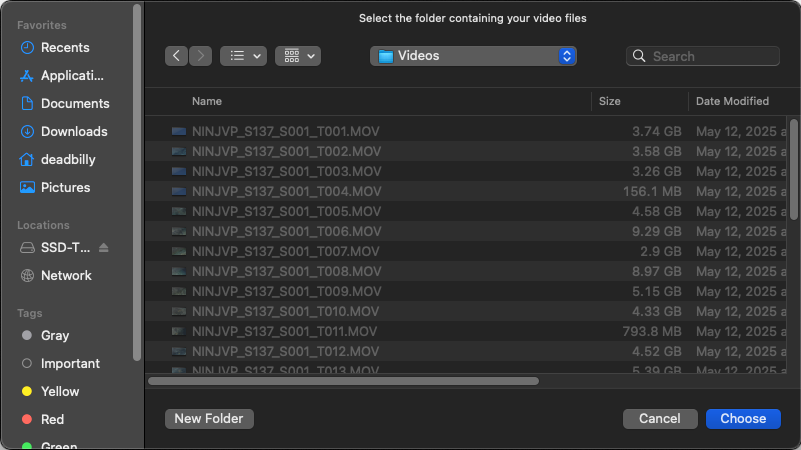 Select the folder containing your video files
Favorites
Recents
Applicati...
Documents
Downloads
deadbilly
Pictures
Locations
SSD-T...
Network
Tags
Gray
Important
Yellow
Red
Green
Videos
Search
Name Size Date Modified
NINJVP_S137_S001_T001.MOV 3.74 GB May 12, 2025 a
NINJVP_S137_S001_T002.MOV 3.58 GB May 12, 2025 a
NINJVP_S137_S001_T003.MOV 3.26 GB May 12, 2025 a
NINJVP_S137_S001_T004.MOV 156.1 MB May 12, 2025 a
NINJVP_S137_S001_T005.MOV 4.58 GB May 12, 2025 a
NINJVP_S137_S001_T006.MOV 9.29 GB May 12, 2025 a
NINJVP_S137_S001_T007.MOV 2.9 GB May 12, 2025 a
NINJVP_S137_S001_T008.MOV 8.97 GB May 12, 2025 a
NINJVP_S137_S001_T009.MOV 5.15 GB May 12, 2025 a
NINJVP_S137_S001_T010.MOV 4.33 GB May 12, 2025 a
NINJVP_S137_S001_T011.MOV 793.8 MB May 12, 2025 a
NINJVP_S137_S001_T012.MOV 4.52 GB May 12, 2025 a
NINJVP_S137_S001_T013.MOV 5.39 GB May 12, 2025 a
New Folder
Cancel
Choose